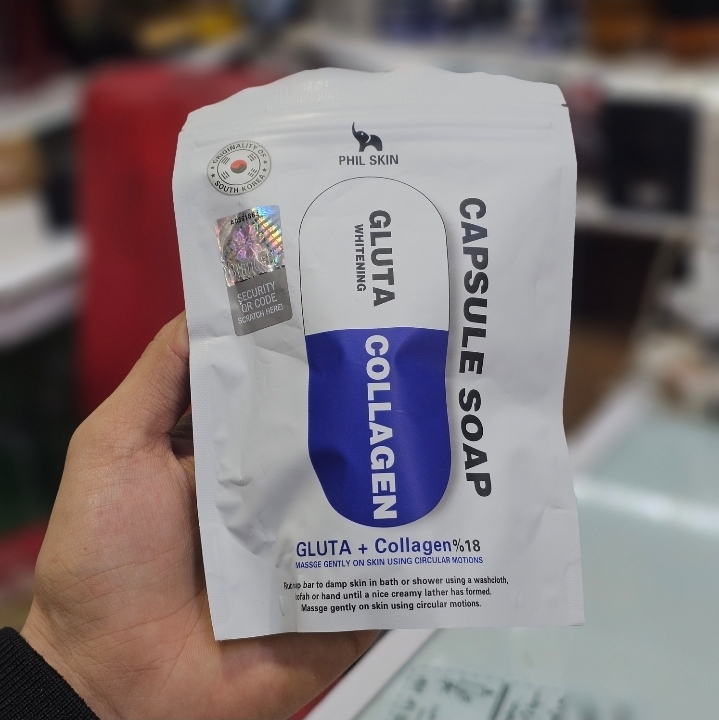 PHIL SKIN
ORIGINALITY OF
SOUTH KOREA
SECURITY
QR CODE
SCRATCH HERE!
GLUTA
WHITENING
COLLAGEN
CAPSULE SOAP
GLUTA + Collagen%18
MASSGE GENTLY ON SKIN USING CIRCULAR MOTIONS
bar to damp skin in bath or shower using a washcloth,
or hand until a nice creamy lather has formed.
Massge gently on skin using circular motions.